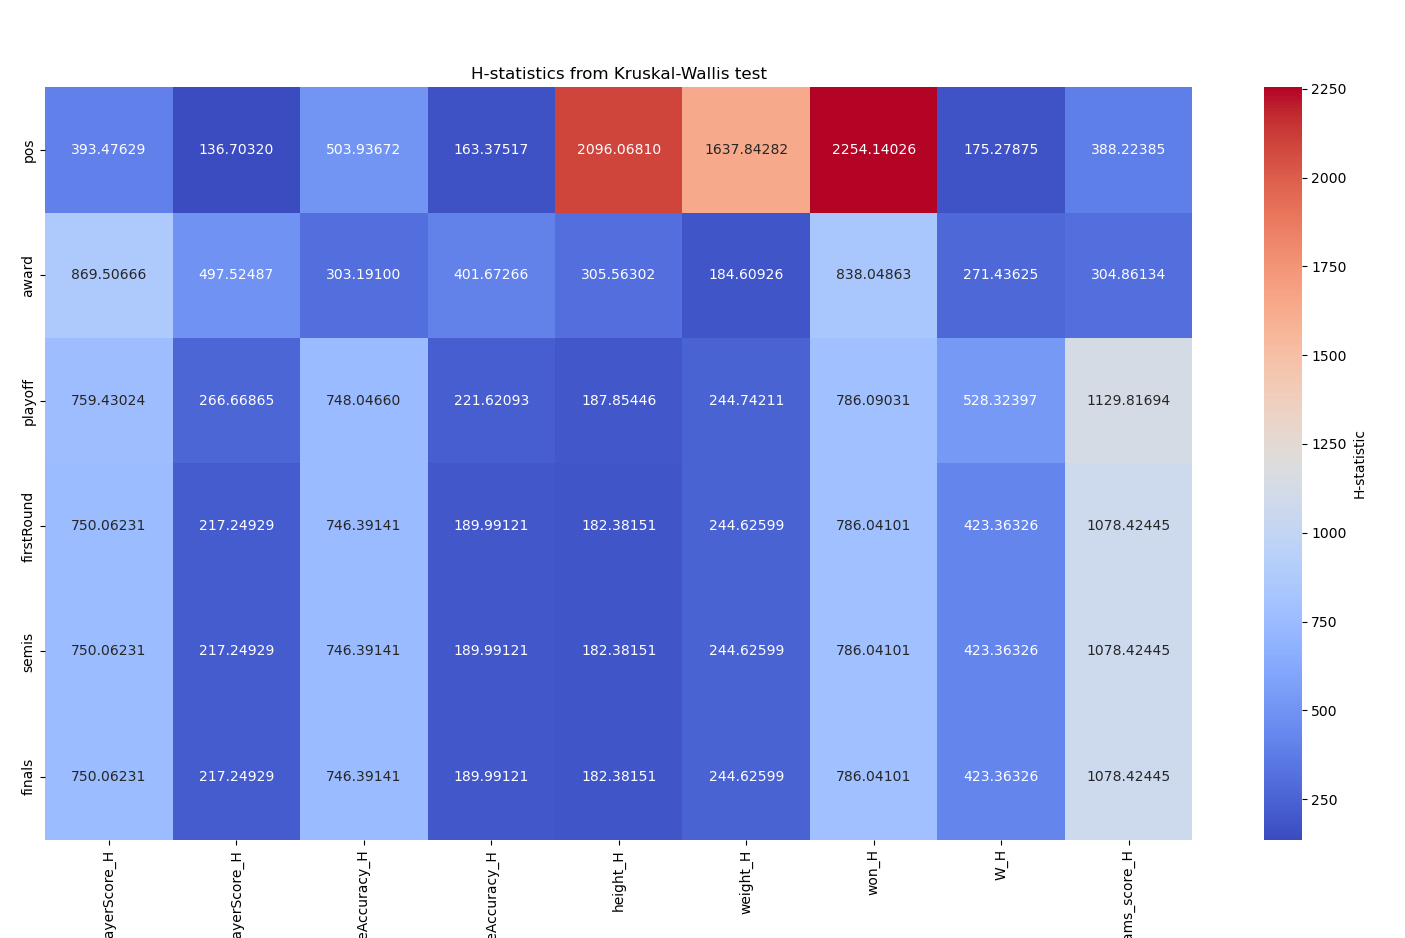 H-statistics from Kruskal-Wallis test
pos 393.47629 136.70320 503.93672 163.37517 2096.06810 1637.84282 2254.14026 175.27875 388.22385
award 869.50666 497.52487 303.19100 401.67266 305.56302 184.60926 838.04863 271.43625 304.86134
playoff 759.43024 266.66865 748.04660 221.62093 187.85446 244.74211 786.09031 528.32397 1129.81694
firstRound 750.06231 217.24929 746.39141 189.99121 182.38151 244.62599 786.04101 423.36326 1078.42445
semis 750.06231 217.24929 746.39141 189.99121 182.38151 244.62599 786.04101 423.36326 1078.42445
finals 750.06231 217.24929 746.39141 189.99121 182.38151 244.62599 786.04101 423.36326 1078.42445
ayerScore_H
ayerScore_H
eAccuracy_H
eAccuracy_H
height_H
weight_H
won_H
W_H
ams_score_H
2250
2000
1750
1500
1250
1000
750
500
250
H-statistic